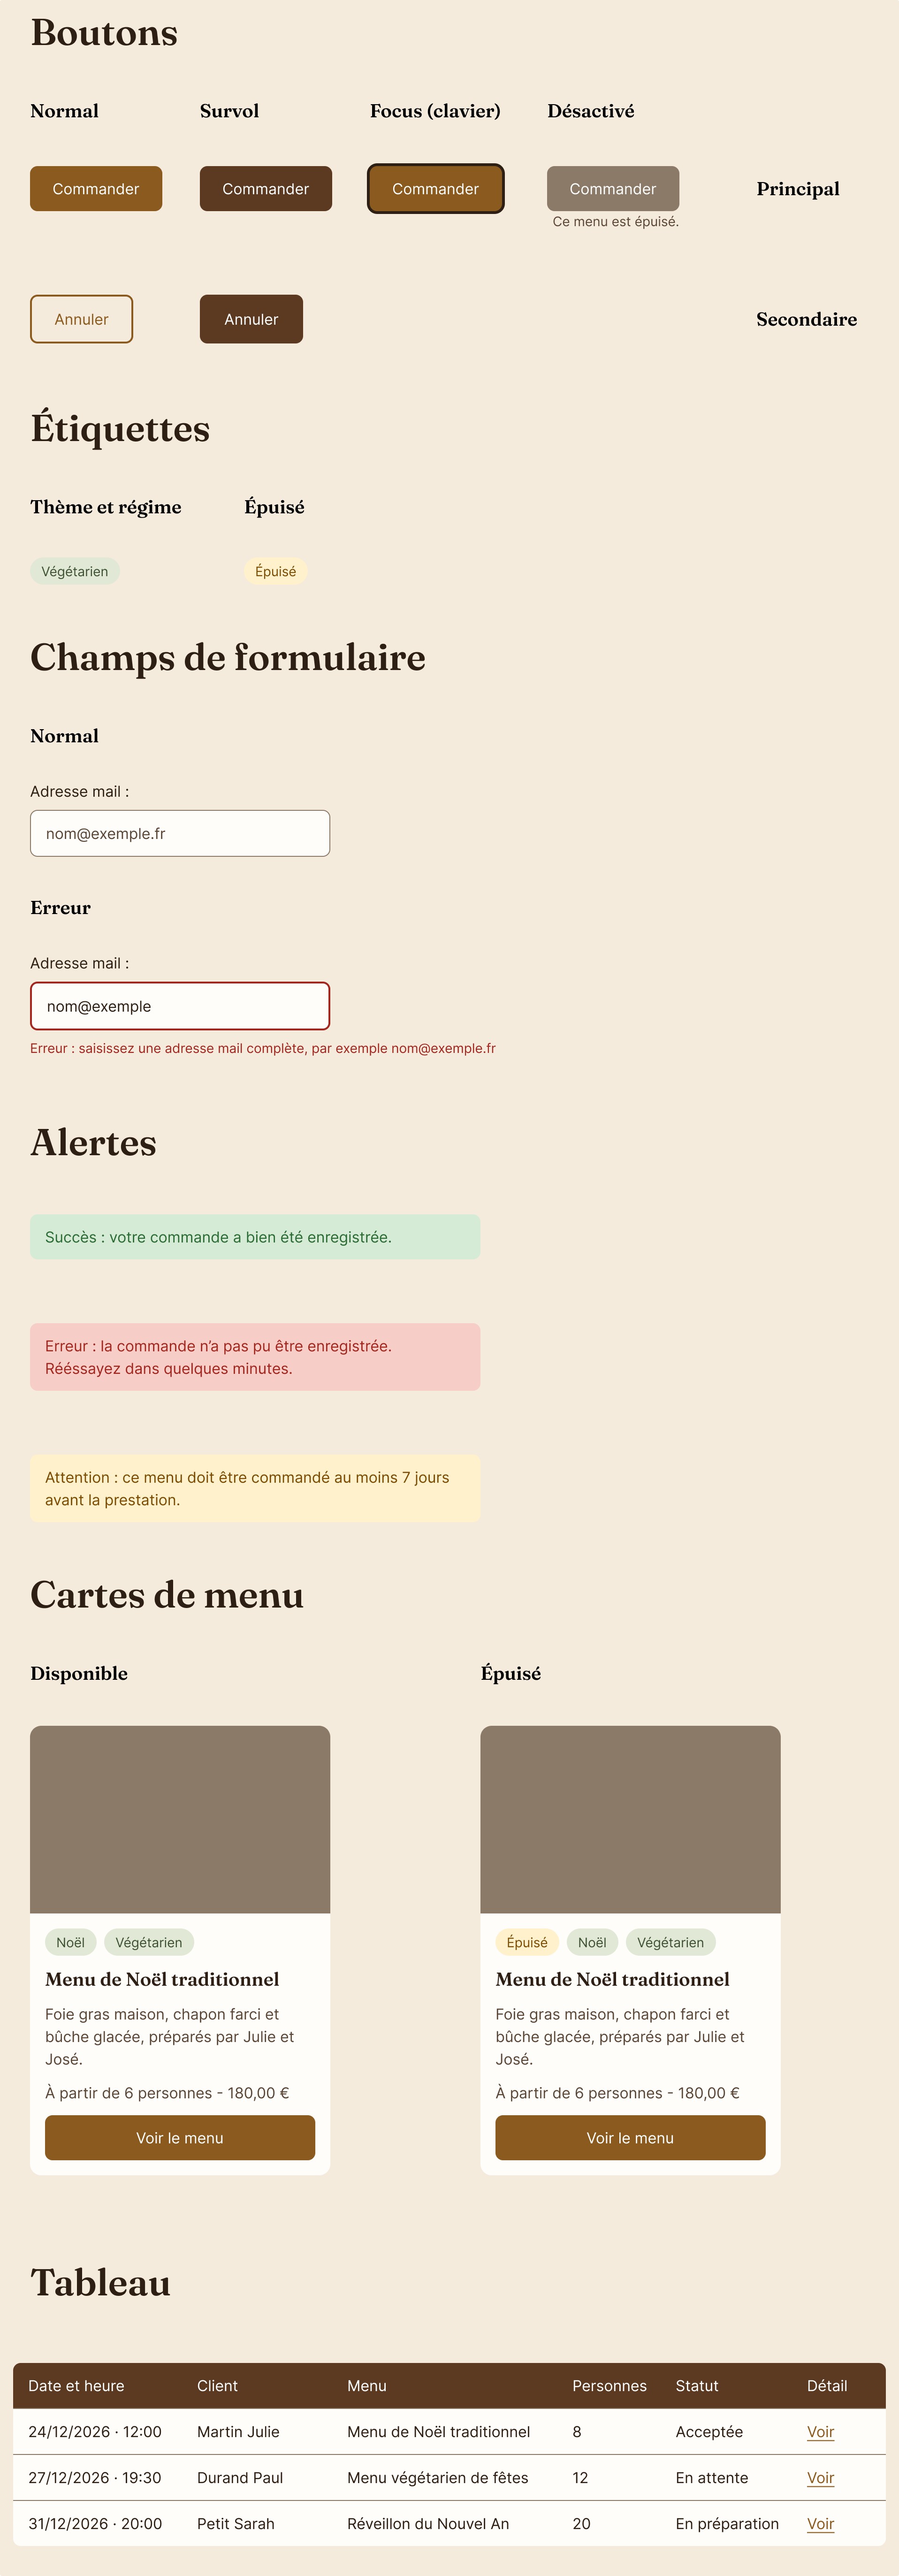 Boutons
Normal
Survol
Focus (clavier)
Désactivé
Commander
Commander
Commander
Commander
Principal
Ce menu est épuisé.
Annuler
Annuler
Secondaire
Étiquettes
Thème et régime
Épuisé
Végétarien
Épuisé
Champs de formulaire
Normal
Adresse mail :
nom@exemple.fr
Erreur
Adresse mail :
nom@exemple
Erreur : saisissez une adresse mail complète, par exemple nom@exemple.fr
Alertes
Succès : votre commande a bien été enregistrée.
Erreur : la commande n’a pas pu être enregistrée.
Rééssayez dans quelques minutes.
Attention : ce menu doit être commandé au moins 7 jours
avant la prestation.
Cartes de menu
Disponible
Épuisé
Noël Végétarien
Menu de Noël traditionnel
Foie gras maison, chapon farci et
bûche glacée, préparés par Julie et
José.
À partir de 6 personnes - 180,00 €
Voir le menu
Épuisé Noël Végétarien
Menu de Noël traditionnel
Foie gras maison, chapon farci et
bûche glacée, préparés par Julie et
José.
À partir de 6 personnes - 180,00 €
Voir le menu
Tableau
Date et heure Client Menu Personnes Statut Détail
24/12/2026 · 12:00 Martin Julie Menu de Noël traditionnel 8 Acceptée Voir
27/12/2026 · 19:30 Durand Paul Menu végétarien de fêtes 12 En attente Voir
31/12/2026 · 20:00 Petit Sarah Réveillon du Nouvel An 20 En préparation Voir